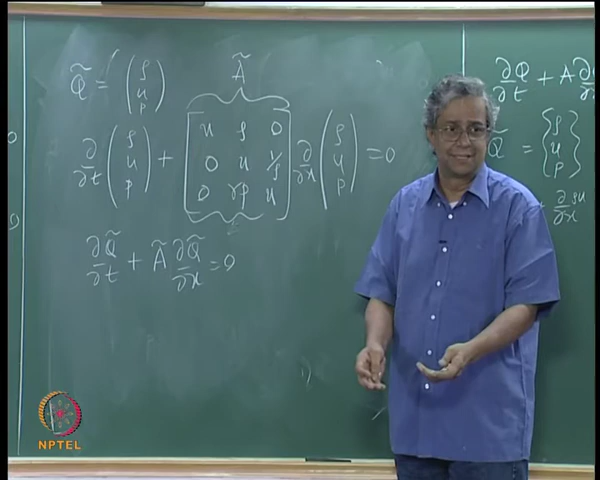 Q̃ = (ρ u p)
Ã
∂/∂t (ρ u p) + [u ρ 0; 0 u 1/ρ; 0 γp u] ∂/∂x (ρ u p) = 0
∂Q̃/∂t + Ã ∂Q̃/∂x = 0
∂Q/∂t + A ∂Q
Q̃ = {ρ u p}
∂/∂x ρu
NPTEL